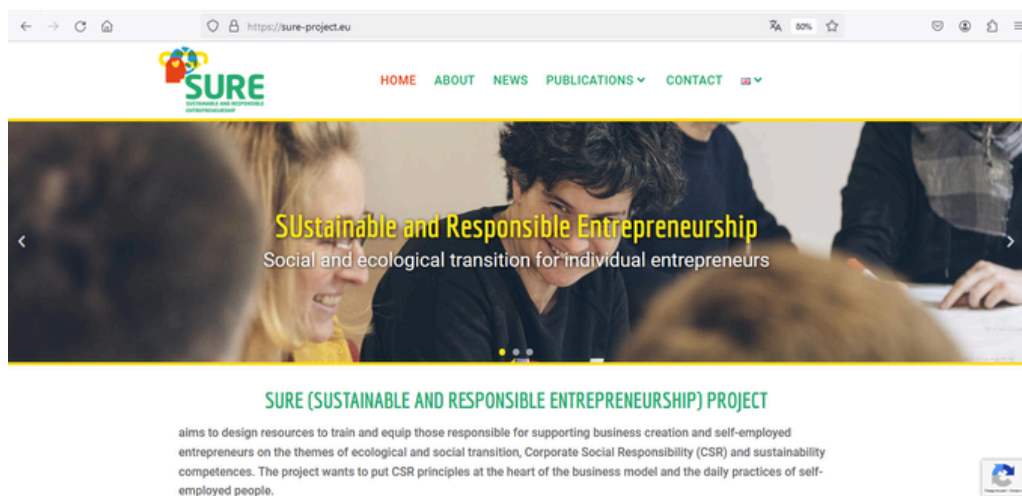 https://sure-project.eu
80%
SURE
SUSTAINABLE AND RESPONSIBLE
ENTREPRENEURSHIP
HOME ABOUT NEWS PUBLICATIONS CONTACT
SUstainable and Responsible Entrepreneurship
Social and ecological transition for individual entrepreneurs
SURE (SUSTAINABLE AND RESPONSIBLE ENTREPRENEURSHIP) PROJECT
aims to design resources to train and equip those responsible for supporting business creation and self-employed
entrepreneurs on the themes of ecological and social transition, Corporate Social Responsibility (CSR) and sustainability
competences. The project wants to put CSR principles at the heart of the business model and the daily practices of self-
employed people.